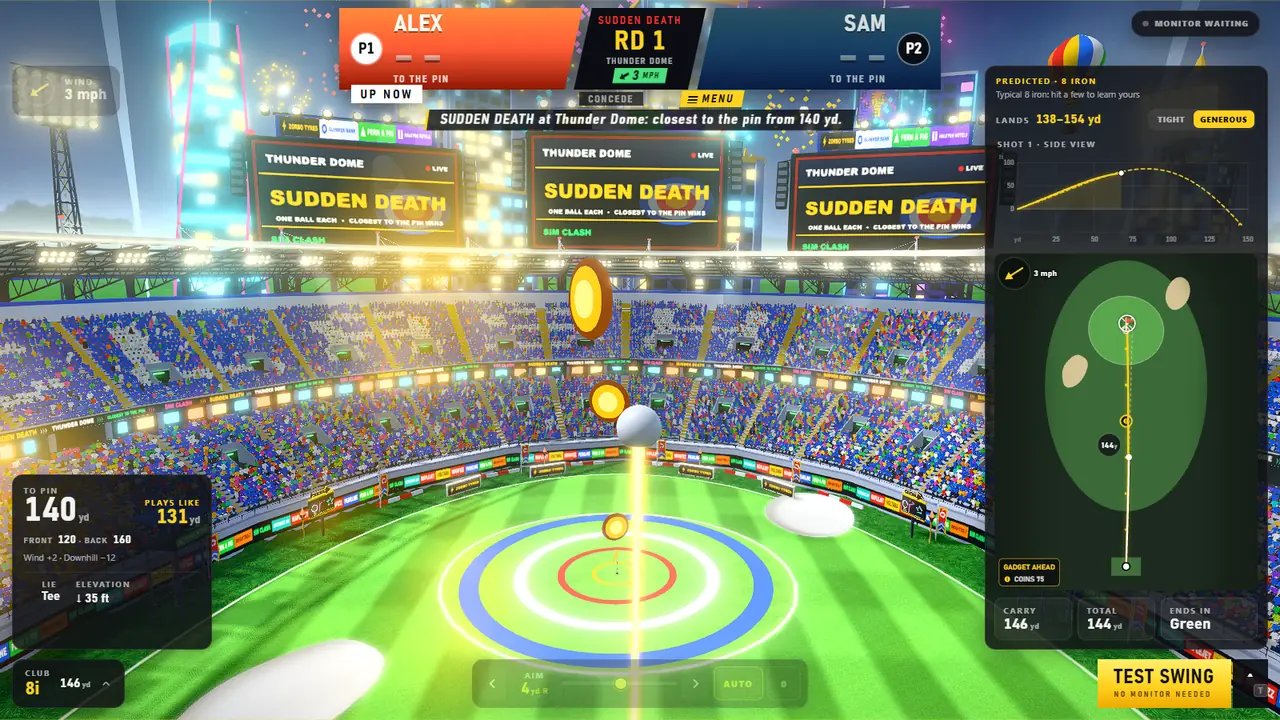 ALEX
P1
TO THE PIN
UP NOW
SUDDEN DEATH
RD 1
THUNDER DOME
3 MPH
SAM
P2
TO THE PIN
CONCEDE
MENU
SUDDEN DEATH at Thunder Dome: closest to the pin from 140 yd.
MONITOR WAITING
WIND
3 mph
THUNDER DOME
LIVE
SUDDEN DEATH
ONE BALL EACH • CLOSEST TO THE PIN WINS
SIM CLASH
THUNDER DOME
LIVE
SUDDEN DEATH
ONE BALL EACH • CLOSEST TO THE PIN WINS
SIM CLASH
THUNDER DOME
LIVE
SUDDEN DEATH
ONE BALL EACH • CLOSEST TO THE PIN WINS
SIM CLASH
PREDICTED • 8 IRON
Typical 8 iron: hit a few to learn yours
LANDS 138–154 yd
TIGHT
GENEROUS
SHOT 1 • SIDE VIEW
100
50
0
yd 25 50 75 100 125 150
3 mph
144y
GADGET AHEAD
COINS 75
CARRY
146 yd
TOTAL
144 yd
ENDS IN
Green
TO PIN
140 yd
PLAYS LIKE
131 yd
FRONT 120 · BACK 160
Wind +2 · Downhill −12
LIE
Tee
ELEVATION
↓ 35 ft
CLUB
8i 146 yd
AIM
4 yd R
AUTO
0
TEST SWING
NO MONITOR NEEDED
T